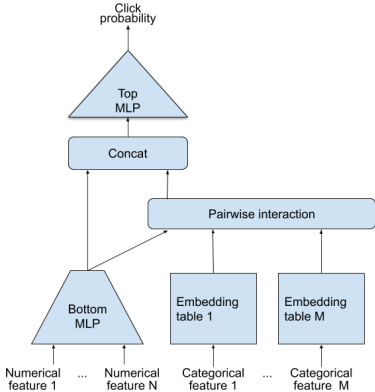 Click
probability
Top
MLP
Concat
Pairwise interaction
Bottom
MLP
Embedding
table 1
Embedding
table M
Numerical
feature 1
...
Numerical
feature N
Categorical
feature 1
...
Categorical
feature M